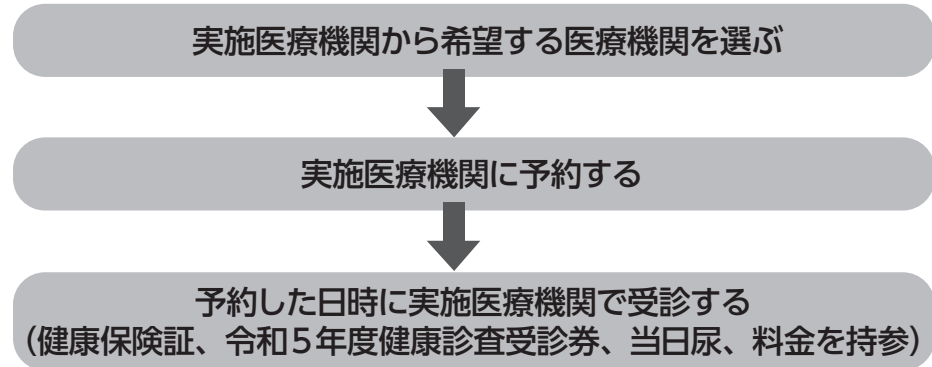 実施医療機関から希望する医療機関を選ぶ
実施医療機関に予約する
予約した日時に実施医療機関で受診する
（健康保険証、令和５年度健康診査受診券、当日尿、料金を持参）